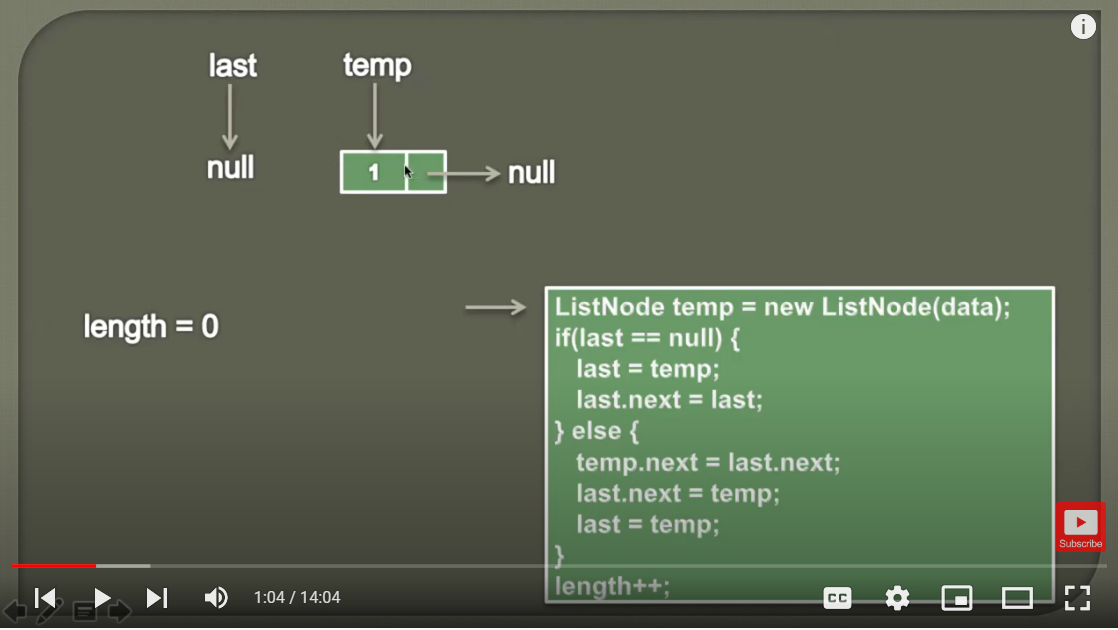 last temp
null 1 null
length = 0
ListNode temp = new ListNode(data);
if(last == null) {
last = temp;
last.next = last;
} else {
temp.next = last.next;
last.next = temp;
last = temp;
}
length++;
Subscribe
1:04 / 14:04
CC
i